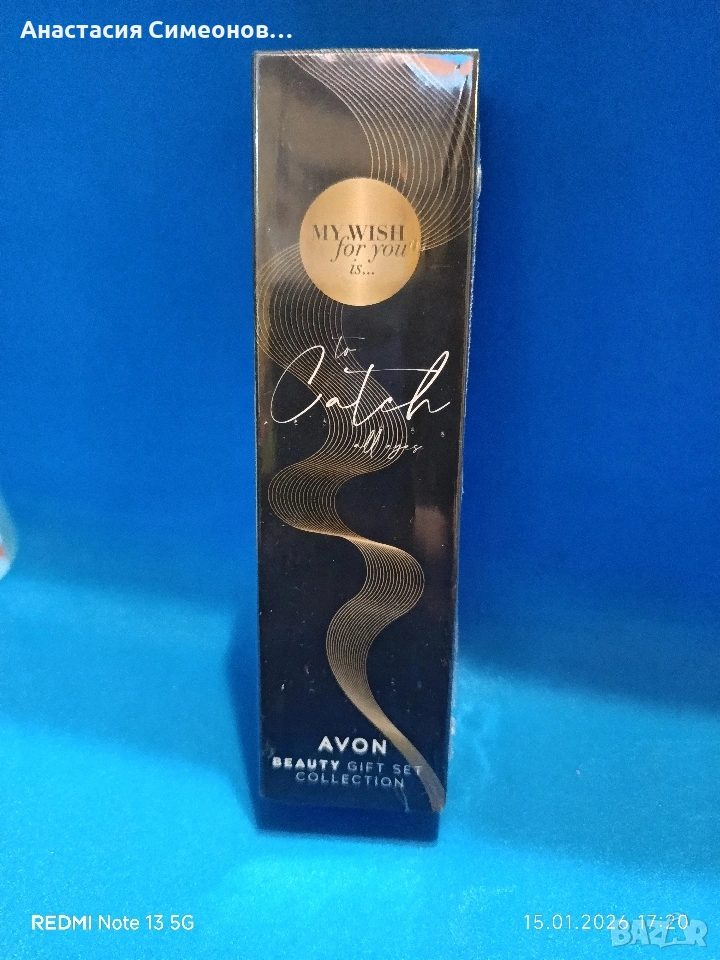 Анастасия Симеонов...
MY WISH
for you
is...
to
Catch
all eyes
AVON
BEAUTY GIFT SET
COLLECTION
REDMI Note 13 5G
15.01.2026 17:20
BAZAR